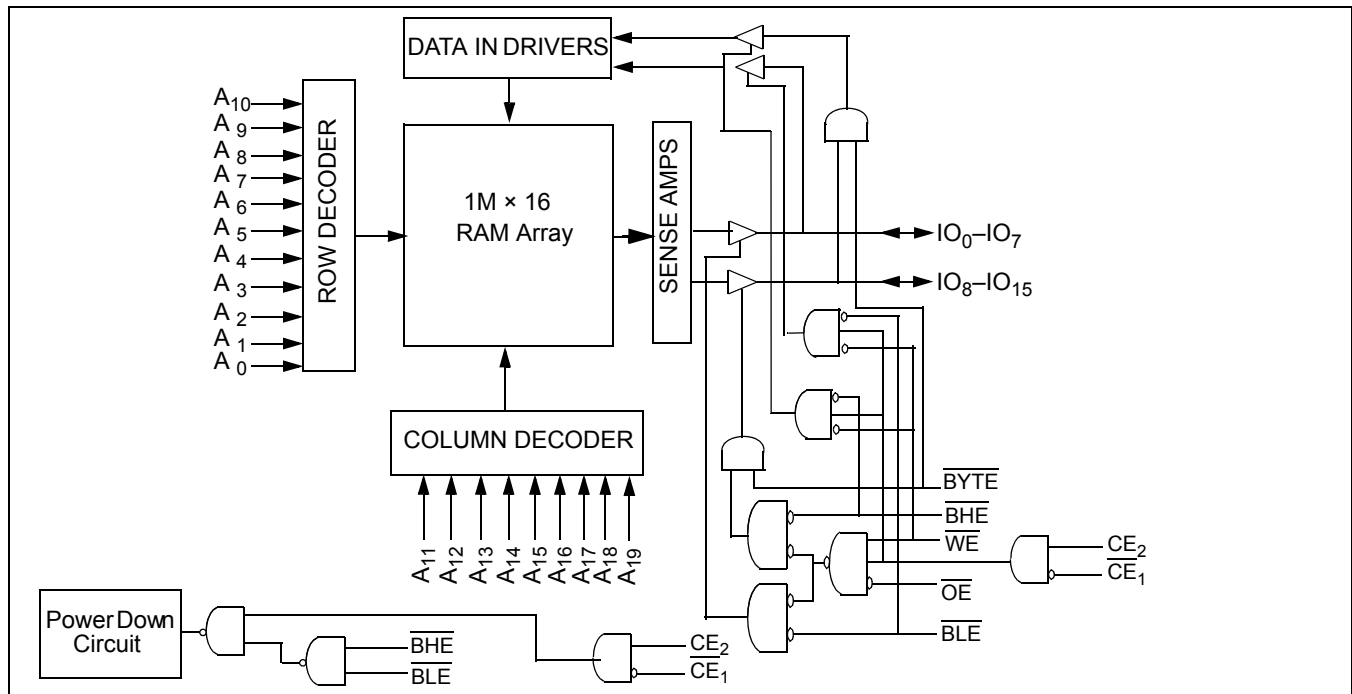 DATA IN DRIVERS
A10
A9
A8
A7
A6
A5
A4
A3
A2
A1
A0
ROW DECODER
1M × 16
RAM Array
SENSE AMPS
IO0–IO7
IO8–IO15
COLUMN DECODER
A11
A12
A13
A14
A15
A16
A17
A18
A19
BYTE
BHE
WE
CE2
CE1
OE
BLE
Power Down
Circuit
BHE
BLE
CE2
CE1